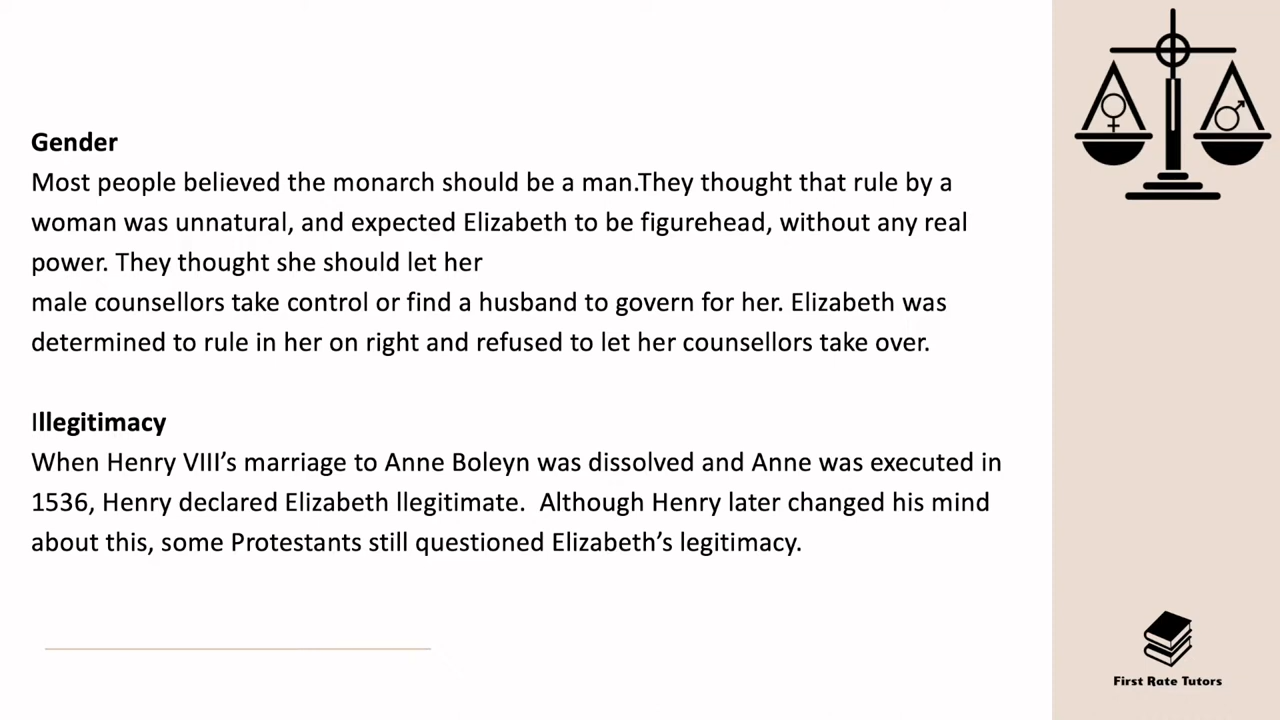 Gender
Most people believed the monarch should be a man.They thought that rule by a
woman was unnatural, and expected Elizabeth to be figurehead, without any real
power. They thought she should let her
male counsellors take control or find a husband to govern for her. Elizabeth was
determined to rule in her on right and refused to let her counsellors take over.
Illegitimacy
When Henry VIII’s marriage to Anne Boleyn was dissolved and Anne was executed in
1536, Henry declared Elizabeth llegitimate.  Although Henry later changed his mind
about this, some Protestants still questioned Elizabeth’s legitimacy.
First Rate Tutors